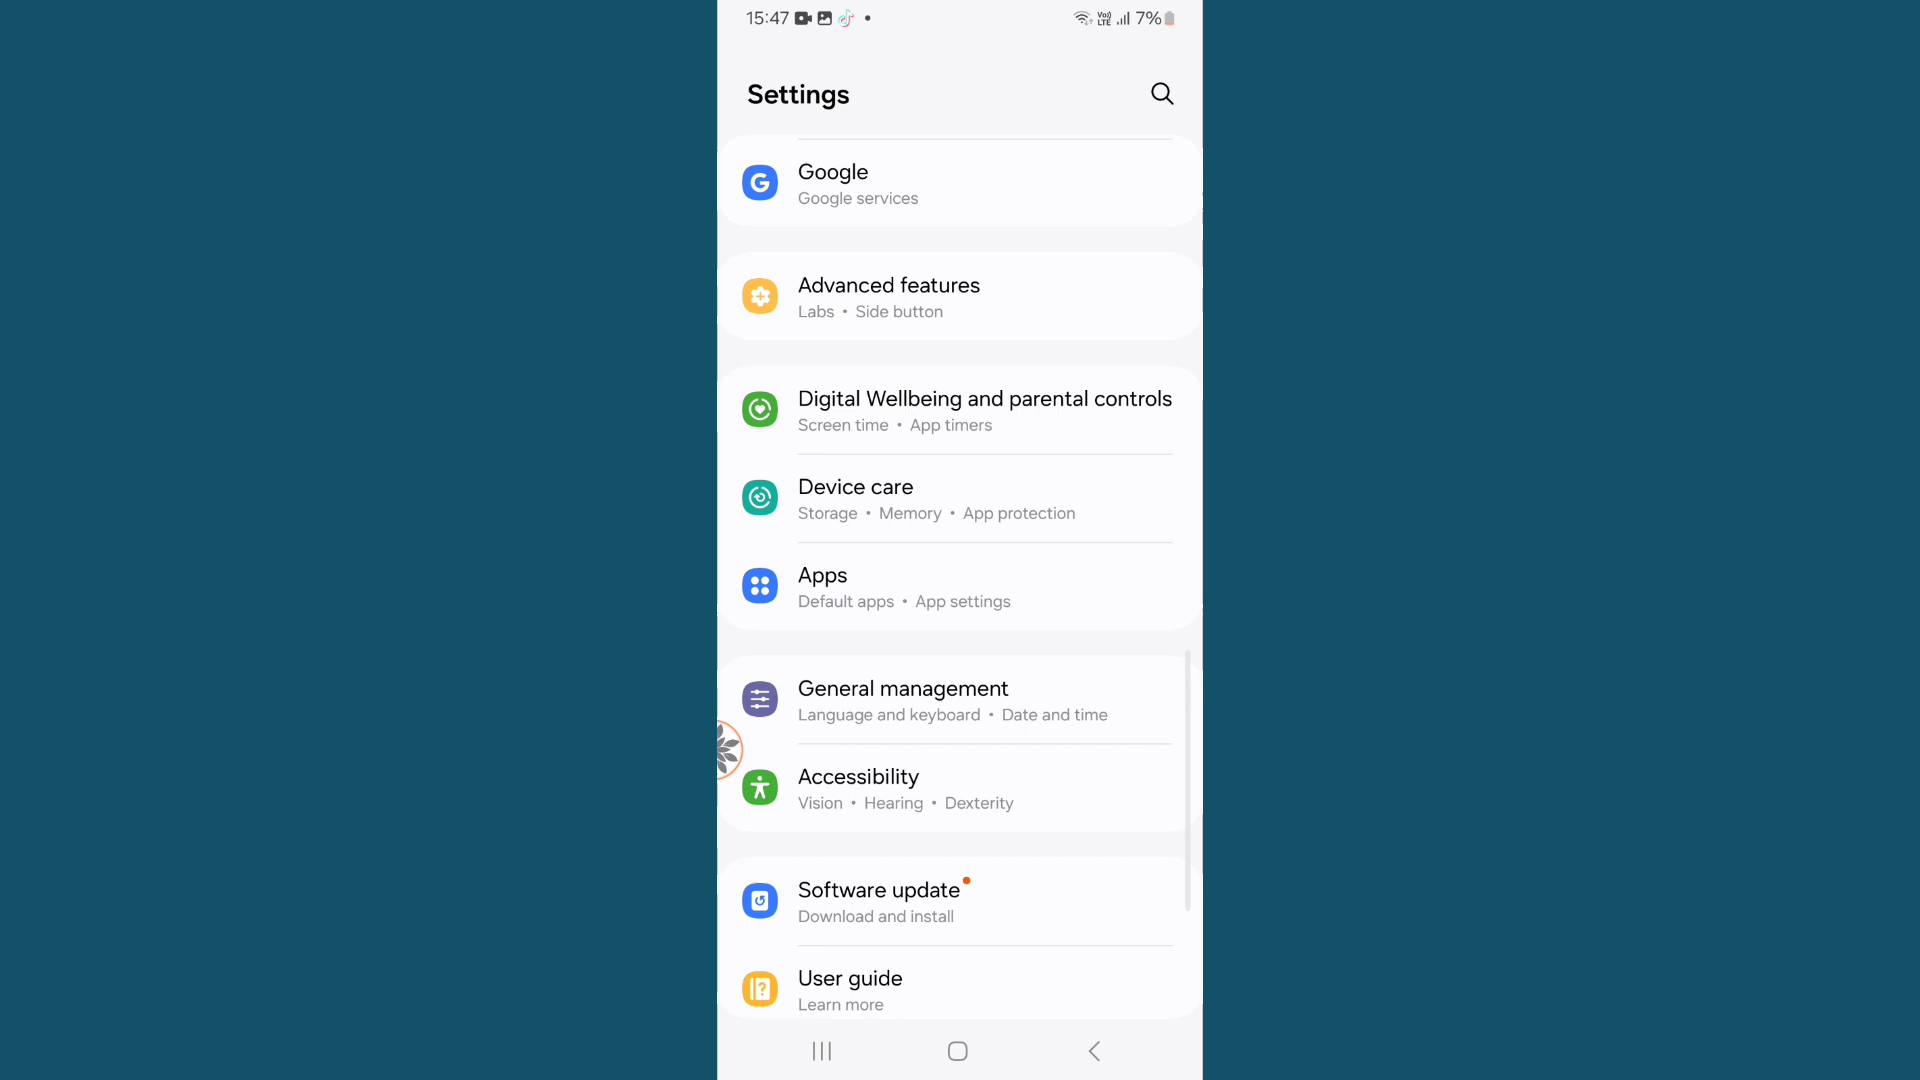 15:47 Vo) LTE 7%
Settings
Google
Google services
Advanced features
Labs • Side button
Digital Wellbeing and parental controls
Screen time • App timers
Device care
Storage • Memory • App protection
Apps
Default apps • App settings
General management
Language and keyboard • Date and time
Accessibility
Vision • Hearing • Dexterity
Software update
Download and install
User guide
Learn more